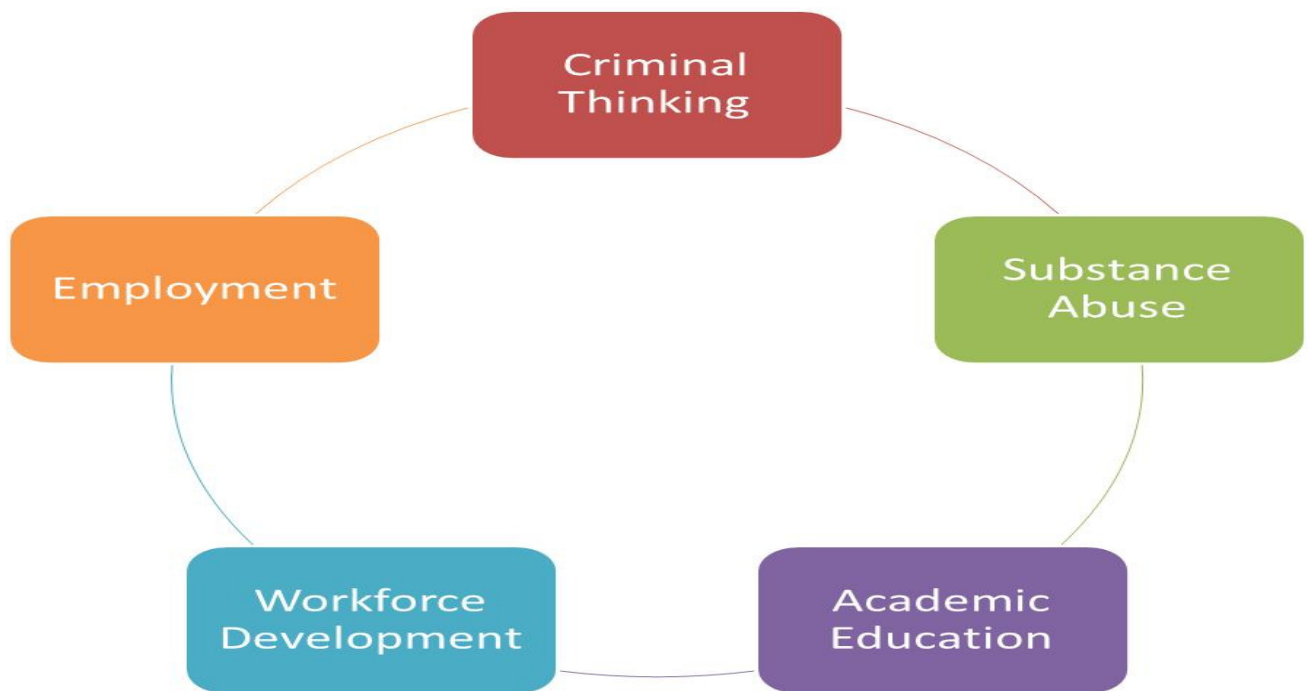 Criminal
Thinking
Substance
Abuse
Academic
Education
Workforce
Development
Employment